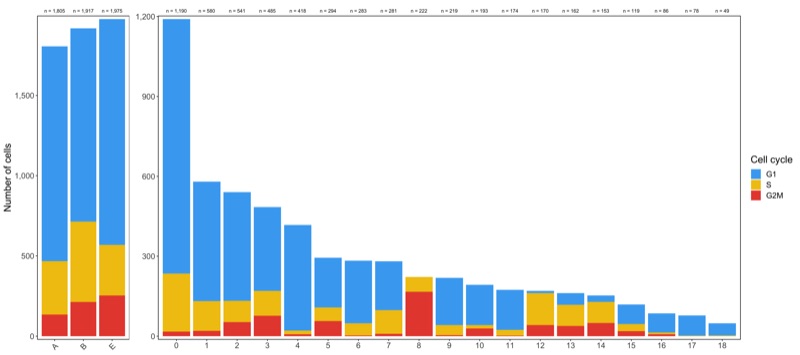 n = 1,805 n = 1,917 n = 1,975
n = 1,190 n = 580 n = 541 n = 485 n = 418 n = 294 n = 283 n = 281 n = 222 n = 219 n = 193 n = 174 n = 170 n = 162 n = 153 n = 119 n = 86 n = 78 n = 49
Number of cells
1,500
1,000
500
0
A B E
1,200
900
600
300
0
0 1 2 3 4 5 6 7 8 9 10 11 12 13 14 15 16 17 18
Cell cycle
G1
S
G2M